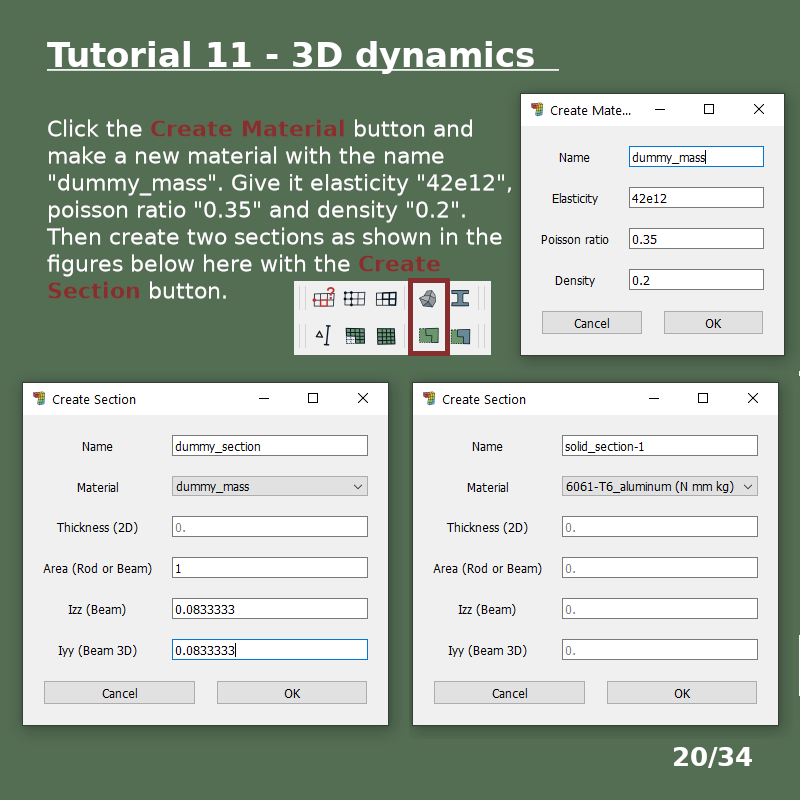 Tutorial 11 - 3D dynamics
Click the Create Material button and
make a new material with the name
"dummy_mass". Give it elasticity "42e12",
poisson ratio "0.35" and density "0.2".
Then create two sections as shown in the
figures below here with the Create
Section button.
Create Mate...
Name dummy_mass
Elasticity 42e12
Poisson ratio 0.35
Density 0.2
Cancel OK
Create Section
Name dummy_section
Material dummy_mass
Thickness (2D) 0.
Area (Rod or Beam) 1
Izz (Beam) 0.0833333
Iyy (Beam 3D) 0.0833333
Cancel OK
Create Section
Name solid_section-1
Material 6061-T6_aluminum (N mm kg)
Thickness (2D) 0.
Area (Rod or Beam) 0.
Izz (Beam) 0.
Iyy (Beam 3D) 0.
Cancel OK
20/34